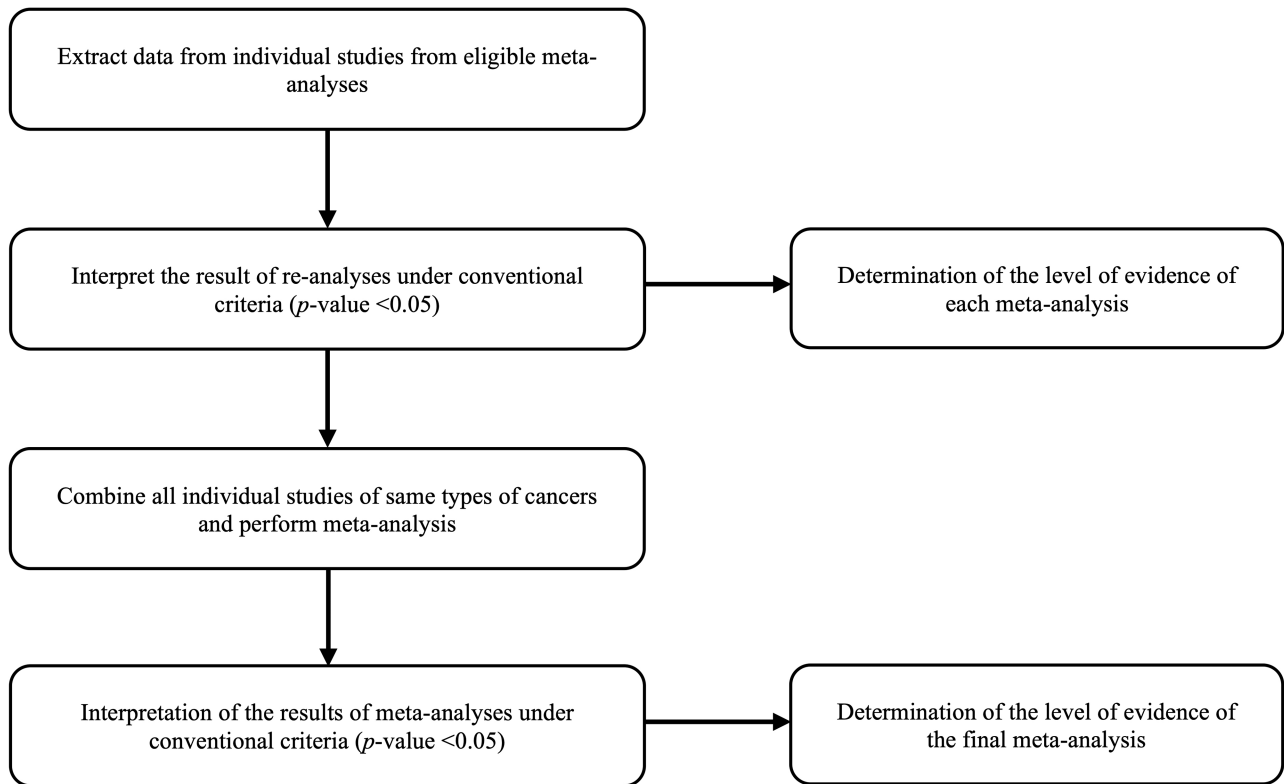 Extract data from individual studies from eligible meta-
analyses
Interpret the result of re-analyses under conventional
criteria (p-value <0.05)
Determination of the level of evidence of
each meta-analysis
Combine all individual studies of same types of cancers
and perform meta-analysis
Interpretation of the results of meta-analyses under
conventional criteria (p-value <0.05)
Determination of the level of evidence of
the final meta-analysis